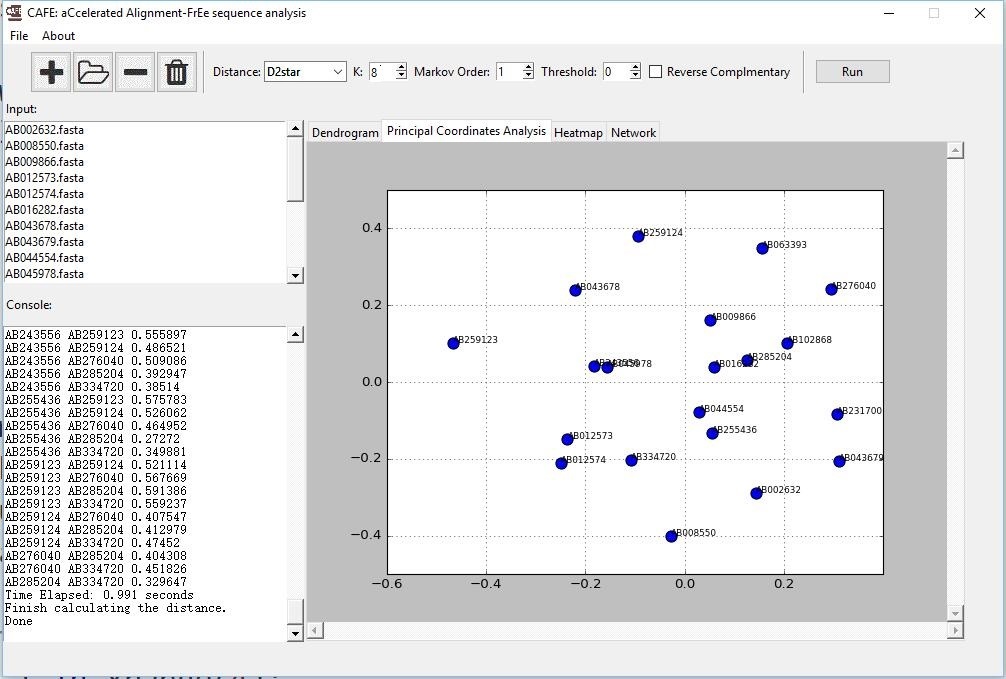 CAFE: aCcelerated Alignment-FrEe sequence analysis
File About
Distance: D2star K: 8 Markov Order: 1 Threshold: 0 Reverse Complmentary Run
Input:
AB002632.fasta
AB008550.fasta
AB009866.fasta
AB012573.fasta
AB012574.fasta
AB016282.fasta
AB043678.fasta
AB043679.fasta
AB044554.fasta
AB045978.fasta
Console:
AB243556 AB259123 0.555897
AB243556 AB259124 0.486521
AB243556 AB276040 0.509086
AB243556 AB285204 0.392947
AB243556 AB334720 0.38514
AB255436 AB259123 0.575783
AB255436 AB259124 0.526062
AB255436 AB276040 0.464952
AB255436 AB285204 0.27272
AB255436 AB334720 0.349881
AB259123 AB259124 0.521114
AB259123 AB276040 0.567669
AB259123 AB285204 0.591386
AB259123 AB334720 0.559237
AB259124 AB276040 0.407547
AB259124 AB285204 0.412979
AB259124 AB334720 0.47452
AB276040 AB285204 0.404308
AB276040 AB334720 0.451826
AB285204 AB334720 0.329647
Time Elapsed: 0.991 seconds
Finish calculating the distance.
Done
Dendrogram Principal Coordinates Analysis Heatmap Network
0.4
0.2
0.0
−0.2
−0.4
AB259124
AB063393
AB043678
AB276040
AB009866
AB259123
AB102868
AB285204
AB243556
AB045978
AB016282
AB044554
AB231700
AB255436
AB012573
AB012574
AB334720
AB043679
AB002632
AB008550
−0.6 −0.4 −0.2 0.0 0.2